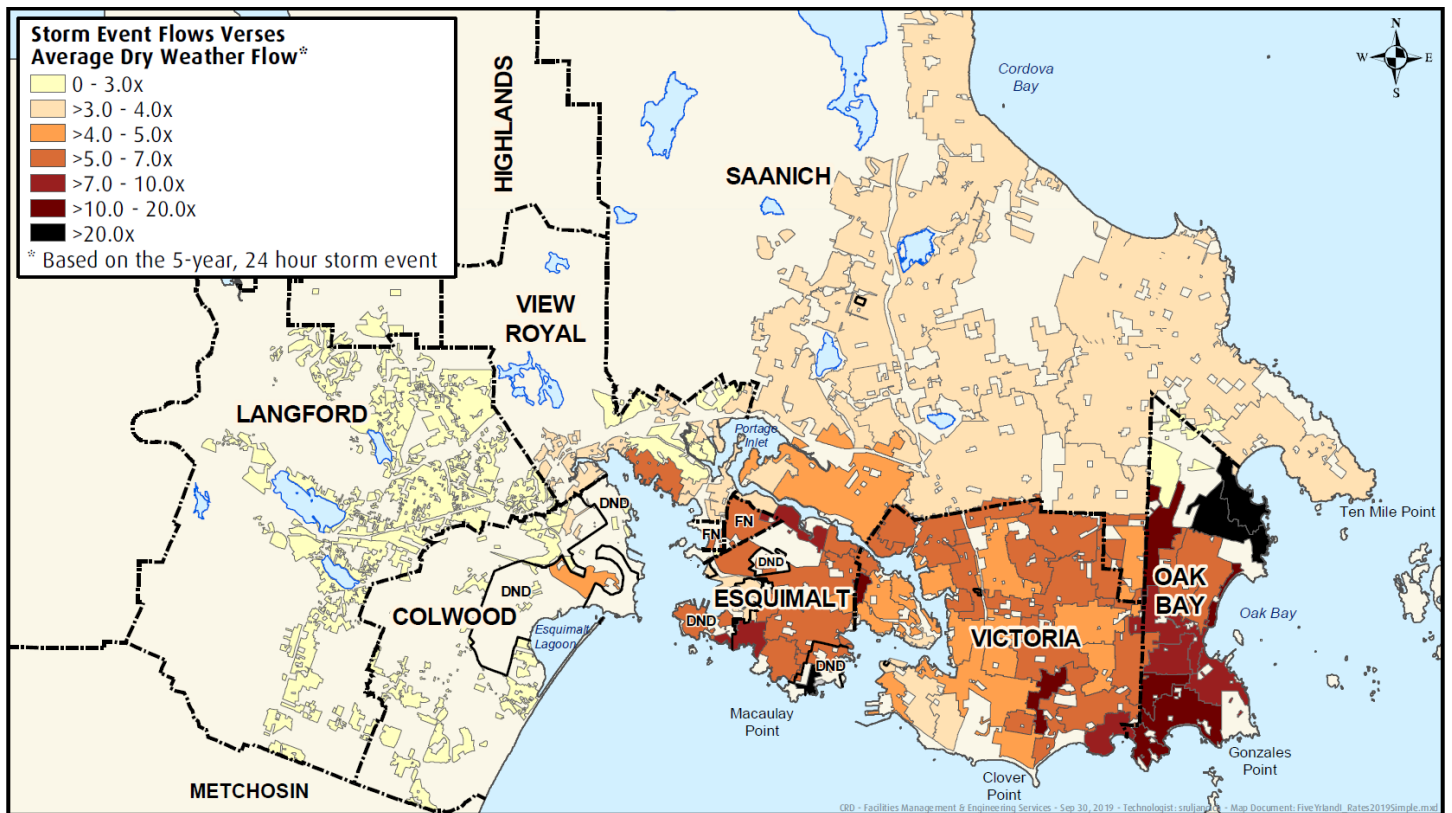 Storm Event Flows Verses
Average Dry Weather Flow*
0 - 3.0x
>3.0 - 4.0x
>4.0 - 5.0x
>5.0 - 7.0x
>7.0 - 10.0x
>10.0 - 20.0x
>20.0x
* Based on the 5-year, 24 hour storm event
N
W
E
S
Cordova
Bay
HIGHLANDS
SAANICH
VIEW
ROYAL
LANGFORD
Portage
Inlet
DND
FN
FN
Ten Mile Point
DND
DND
OAK
BAY
ESQUIMALT
COLWOOD
Oak Bay
DND
Esquimalt
Lagoon
VICTORIA
DND
Macaulay
Point
Gonzales
Point
Clover
Point
METCHOSIN
CRD - Facilities Management & Engineering Services - Sep 30, 2019 - Technologist: - Map Document: FiveYrIandI_Rates2019Simple.mxd